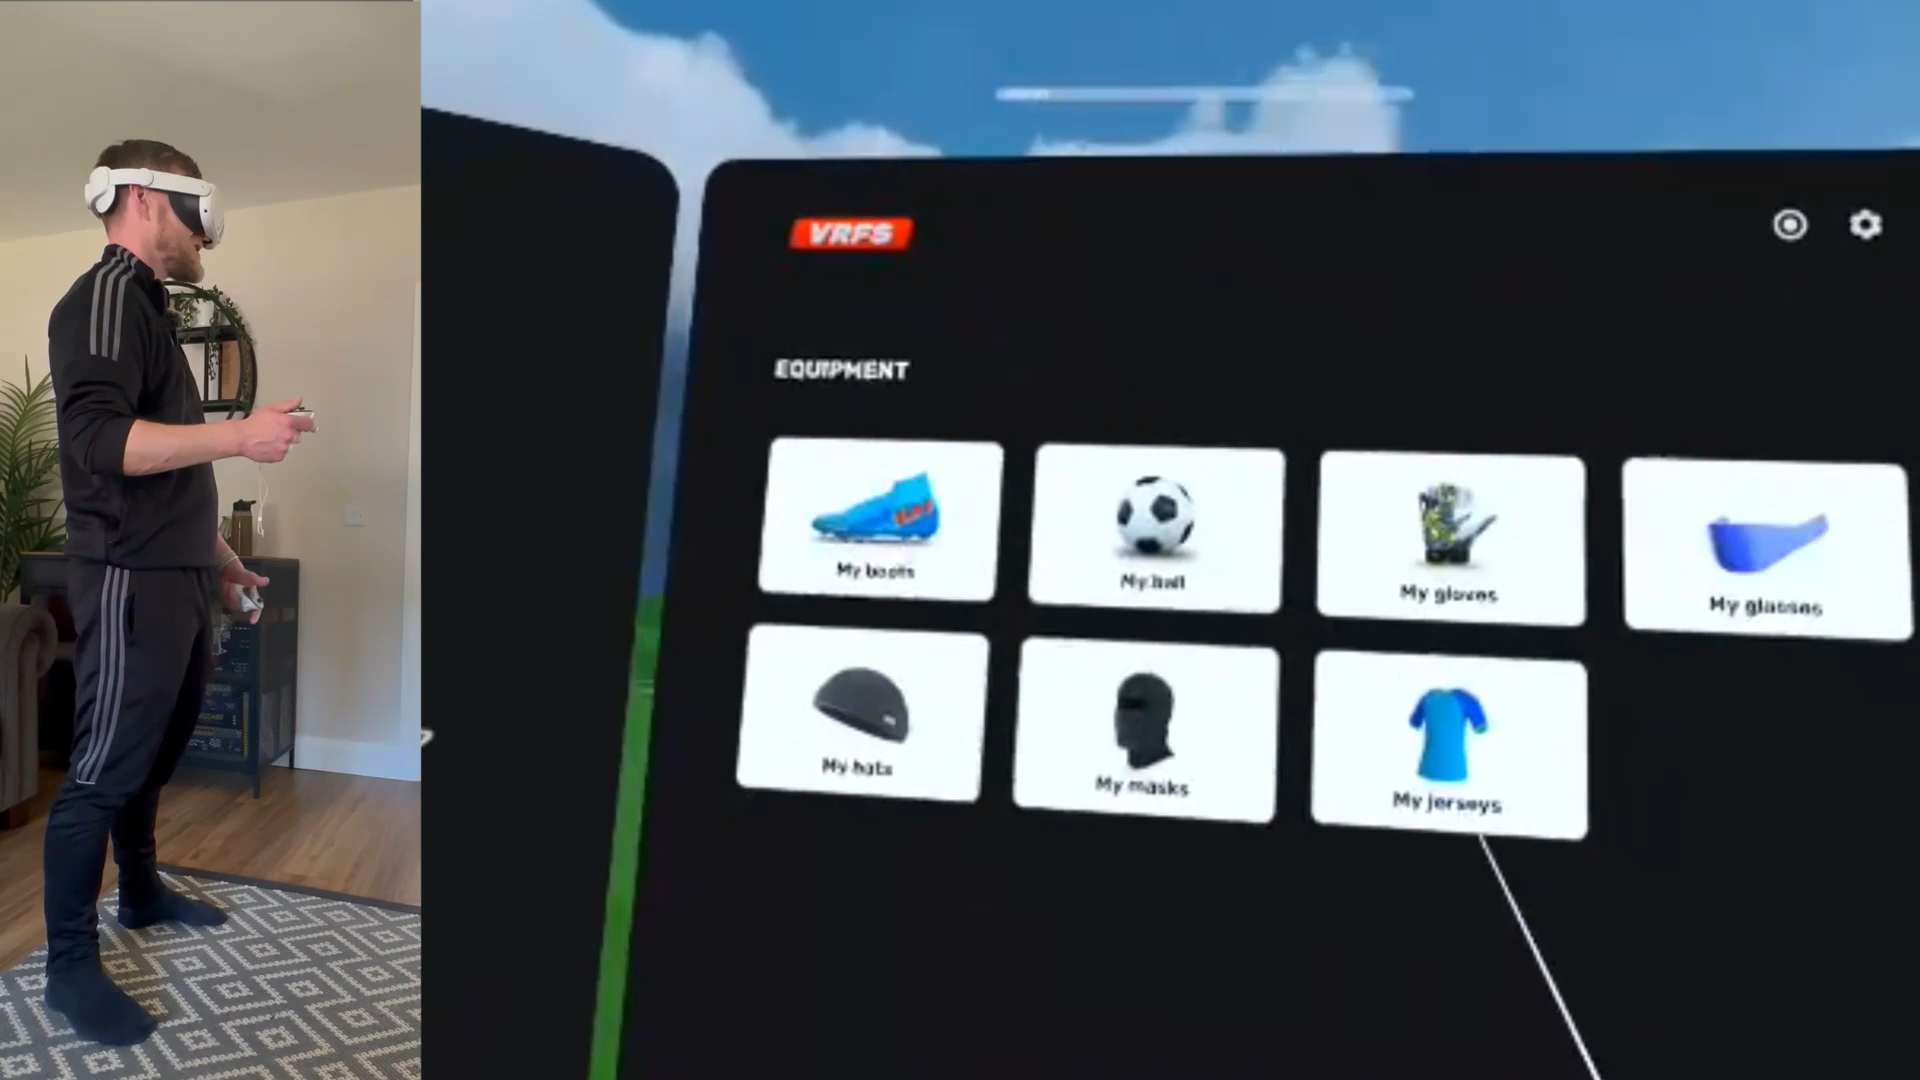 VRFS
EQUIPMENT
My boots
My ball
My gloves
My glasses
My hats
My masks
My jerseys